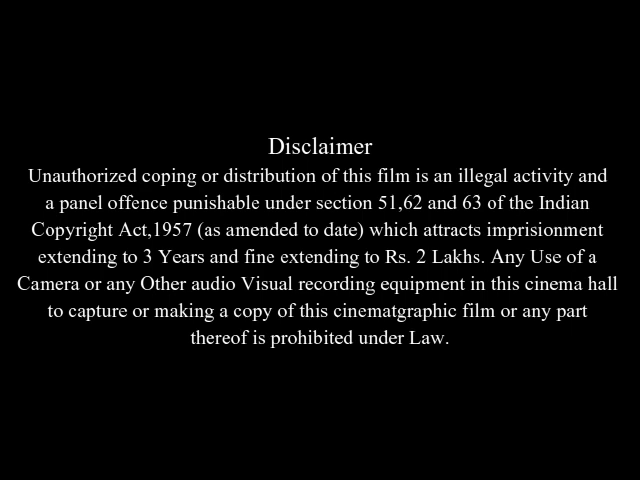 Disclaimer
Unauthorized coping or distribution of this film is an illegal activity and
a panel offence punishable under section 51,62 and 63 of the Indian
Copyright Act,1957 (as amended to date) which attracts imprisionment
extending to 3 Years and fine extending to Rs. 2 Lakhs. Any Use of a
Camera or any Other audio Visual recording equipment in this cinema hall
to capture or making a copy of this cinematgraphic film or any part
thereof is prohibited under Law.